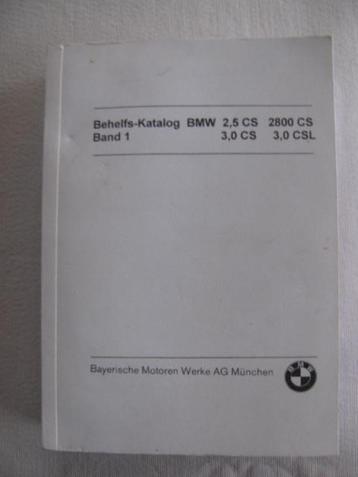 Behelfs-Katalog BMW 2,5 CS 2800 CS
Band 1 3,0 CS 3,0 CSL
Bayerische Motoren Werke AG München
BMW